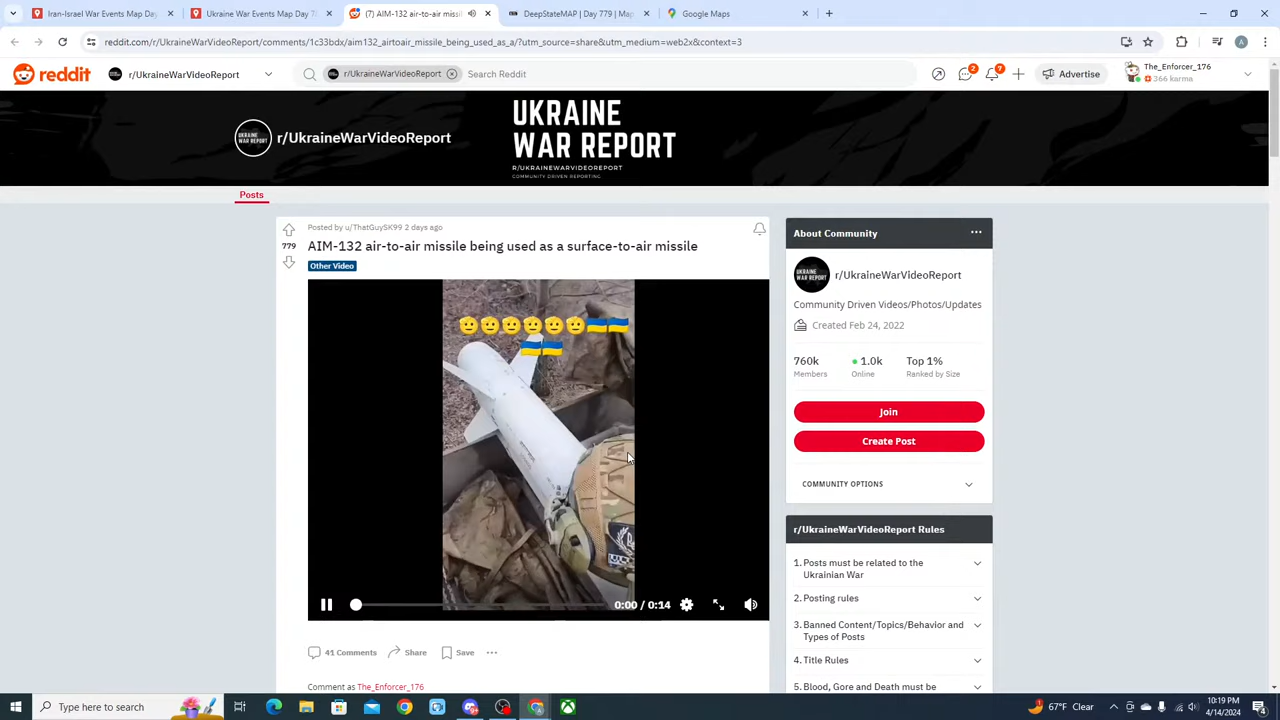 Iran-Israel War Map Day
Ukraine War Map Day 7
(7) AIM-132 air-to-air missil
DeepStateMAP | Day 779 | Map
Google Maps
reddit.com/r/UkraineWarVideoReport/comments/1c33bdx/aim132_airtoair_missile_being_used_as_a/?utm_source=share&utm_medium=web2x&context=3
reddit
r/UkraineWarVideoReport
r/UkraineWarVideoReport
Search Reddit
2
7
Advertise
The_Enforcer_176
366 karma
UKRAINE
WAR REPORT
R/UKRAINEWARVIDEOREPORT
COMMUNITY DRIVEN REPORTING
r/UkraineWarVideoReport
Posts
Posted by u/ThatGuySK99 2 days ago
779
AIM-132 air-to-air missile being used as a surface-to-air missile
Other Video
0:00 / 0:14
41 Comments
Share
Save
Comment as The_Enforcer_176
About Community
r/UkraineWarVideoReport
Community Driven Videos/Photos/Updates
Created Feb 24, 2022
760k
1.0k
Top 1%
Members
Online
Ranked by Size
Join
Create Post
COMMUNITY OPTIONS
r/UkraineWarVideoReport Rules
1. Posts must be related to the
Ukrainian War
2. Posting rules
3. Banned Content/Topics/Behavior and
Types of Posts
4. Title Rules
5. Blood, Gore and Death must be
Type here to search
67°F Clear
10:19 PM
4/14/2024